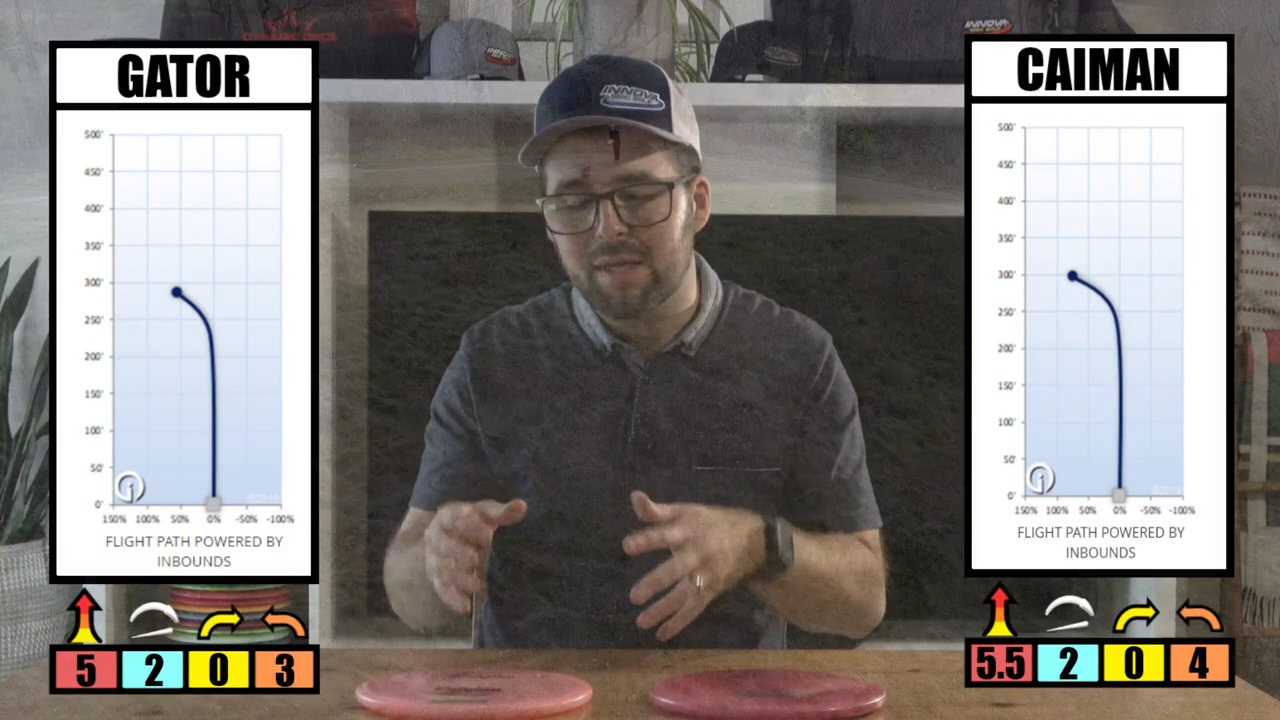 GATOR
500'
450'
400'
350'
300'
250'
200'
150'
100'
50'
0'
150% 100% 50% 0% -50% -100%
FLIGHT PATH POWERED BY
INBOUNDS
5 2 0 3
INNOVA
INNOVA
CAIMAN
500'
450'
400'
350'
300'
250'
200'
150'
100'
50'
0'
150% 100% 50% 0% -50% -100%
FLIGHT PATH POWERED BY
INBOUNDS
5.5 2 0 4